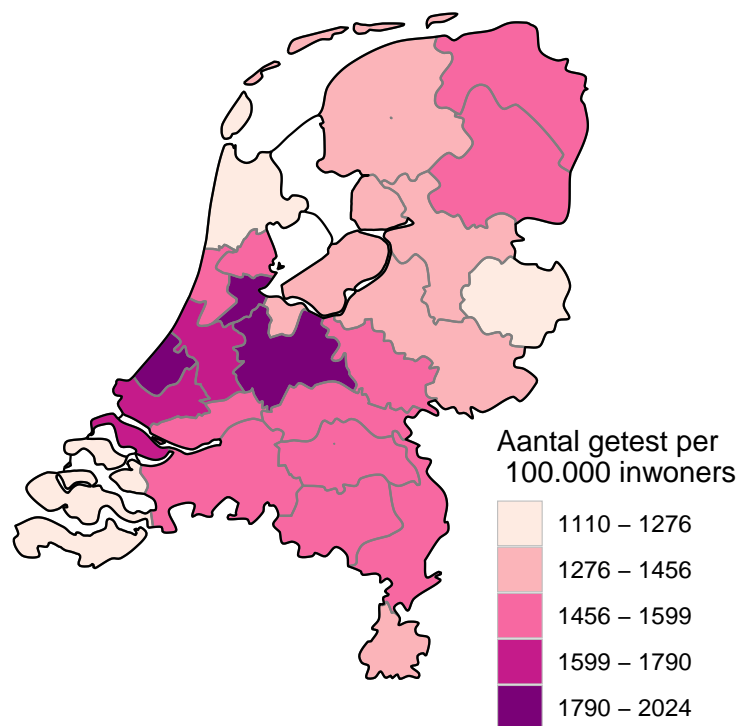 Aantal getest per
100.000 inwoners
1110 – 1276
1276 – 1456
1456 – 1599
1599 – 1790
1790 – 2024